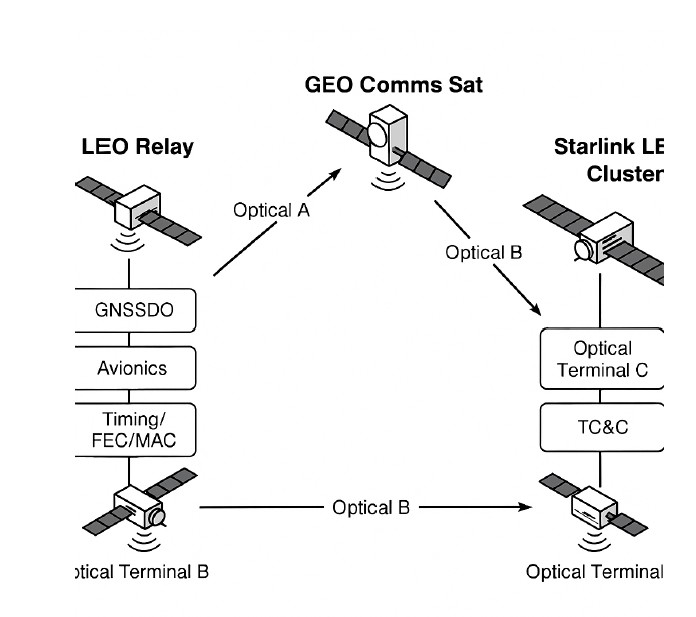 GEO Comms Sat
LEO Relay
Starlink LE
Cluster
Optical A
Optical B
GNSSDO
Avionics
Timing/
FEC/MAC
Optical
Terminal C
TC&C
Optical B
ptical Terminal B
Optical Terminal